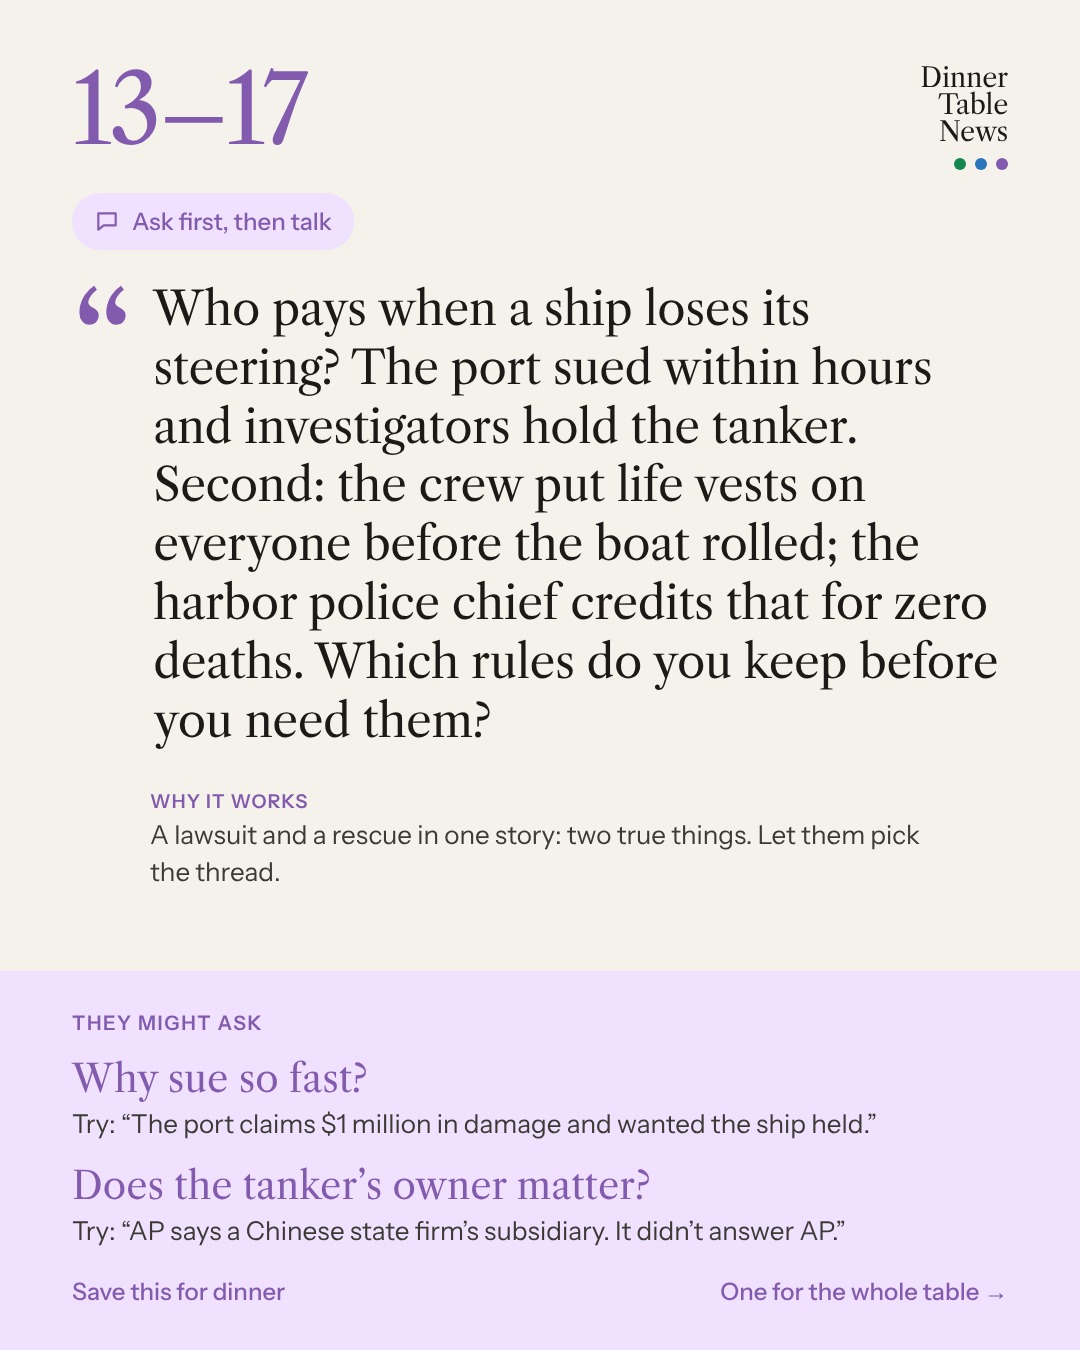 13–17
Dinner
Table
News
Ask first, then talk
“ Who pays when a ship loses its
steering? The port sued within hours
and investigators hold the tanker.
Second: the crew put life vests on
everyone before the boat rolled; the
harbor police chief credits that for zero
deaths. Which rules do you keep before
you need them?
WHY IT WORKS
A lawsuit and a rescue in one story: two true things. Let them pick
the thread.
THEY MIGHT ASK
Why sue so fast?
Try: “The port claims $1 million in damage and wanted the ship held.”
Does the tanker’s owner matter?
Try: “AP says a Chinese state firm’s subsidiary. It didn’t answer AP.”
Save this for dinner
One for the whole table →